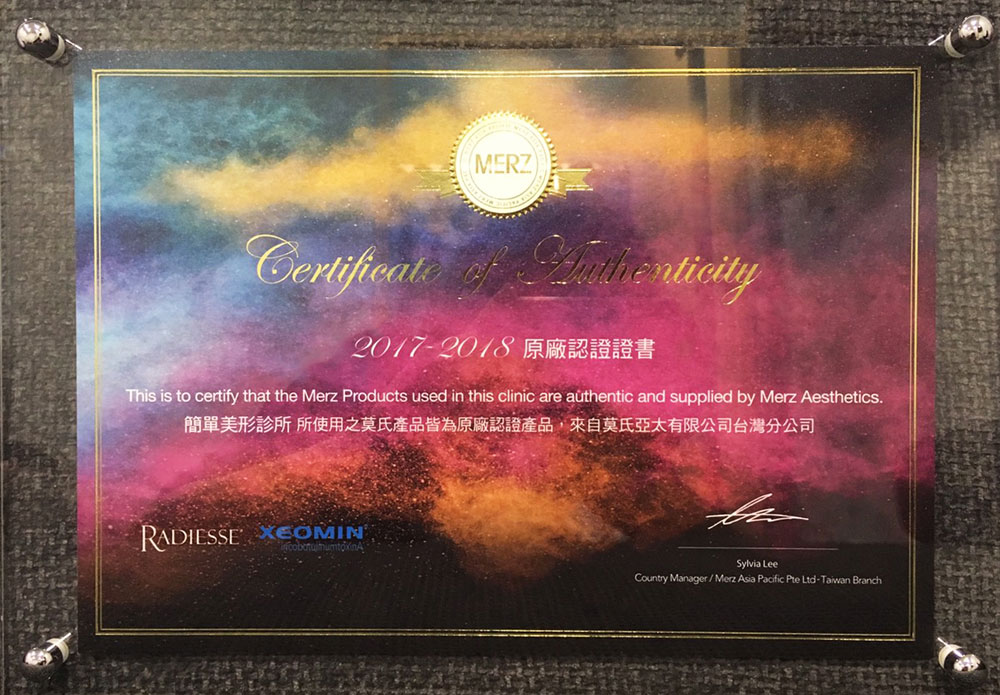 MERZ
Certificate of Authenticity
2017-2018 原廠認證證書
This is to certify that the Merz Products used in this clinic are authentic and supplied by Merz Aesthetics.
簡單美形診所 所使用之莫氏產品皆為原廠認證產品，來自莫氏亞太有限公司台灣分公司
RADIESSE®
XEOMIN®
Sylvia Lee
Country Manager / Merz Asia Pacific Pte Ltd - Taiwan Branch